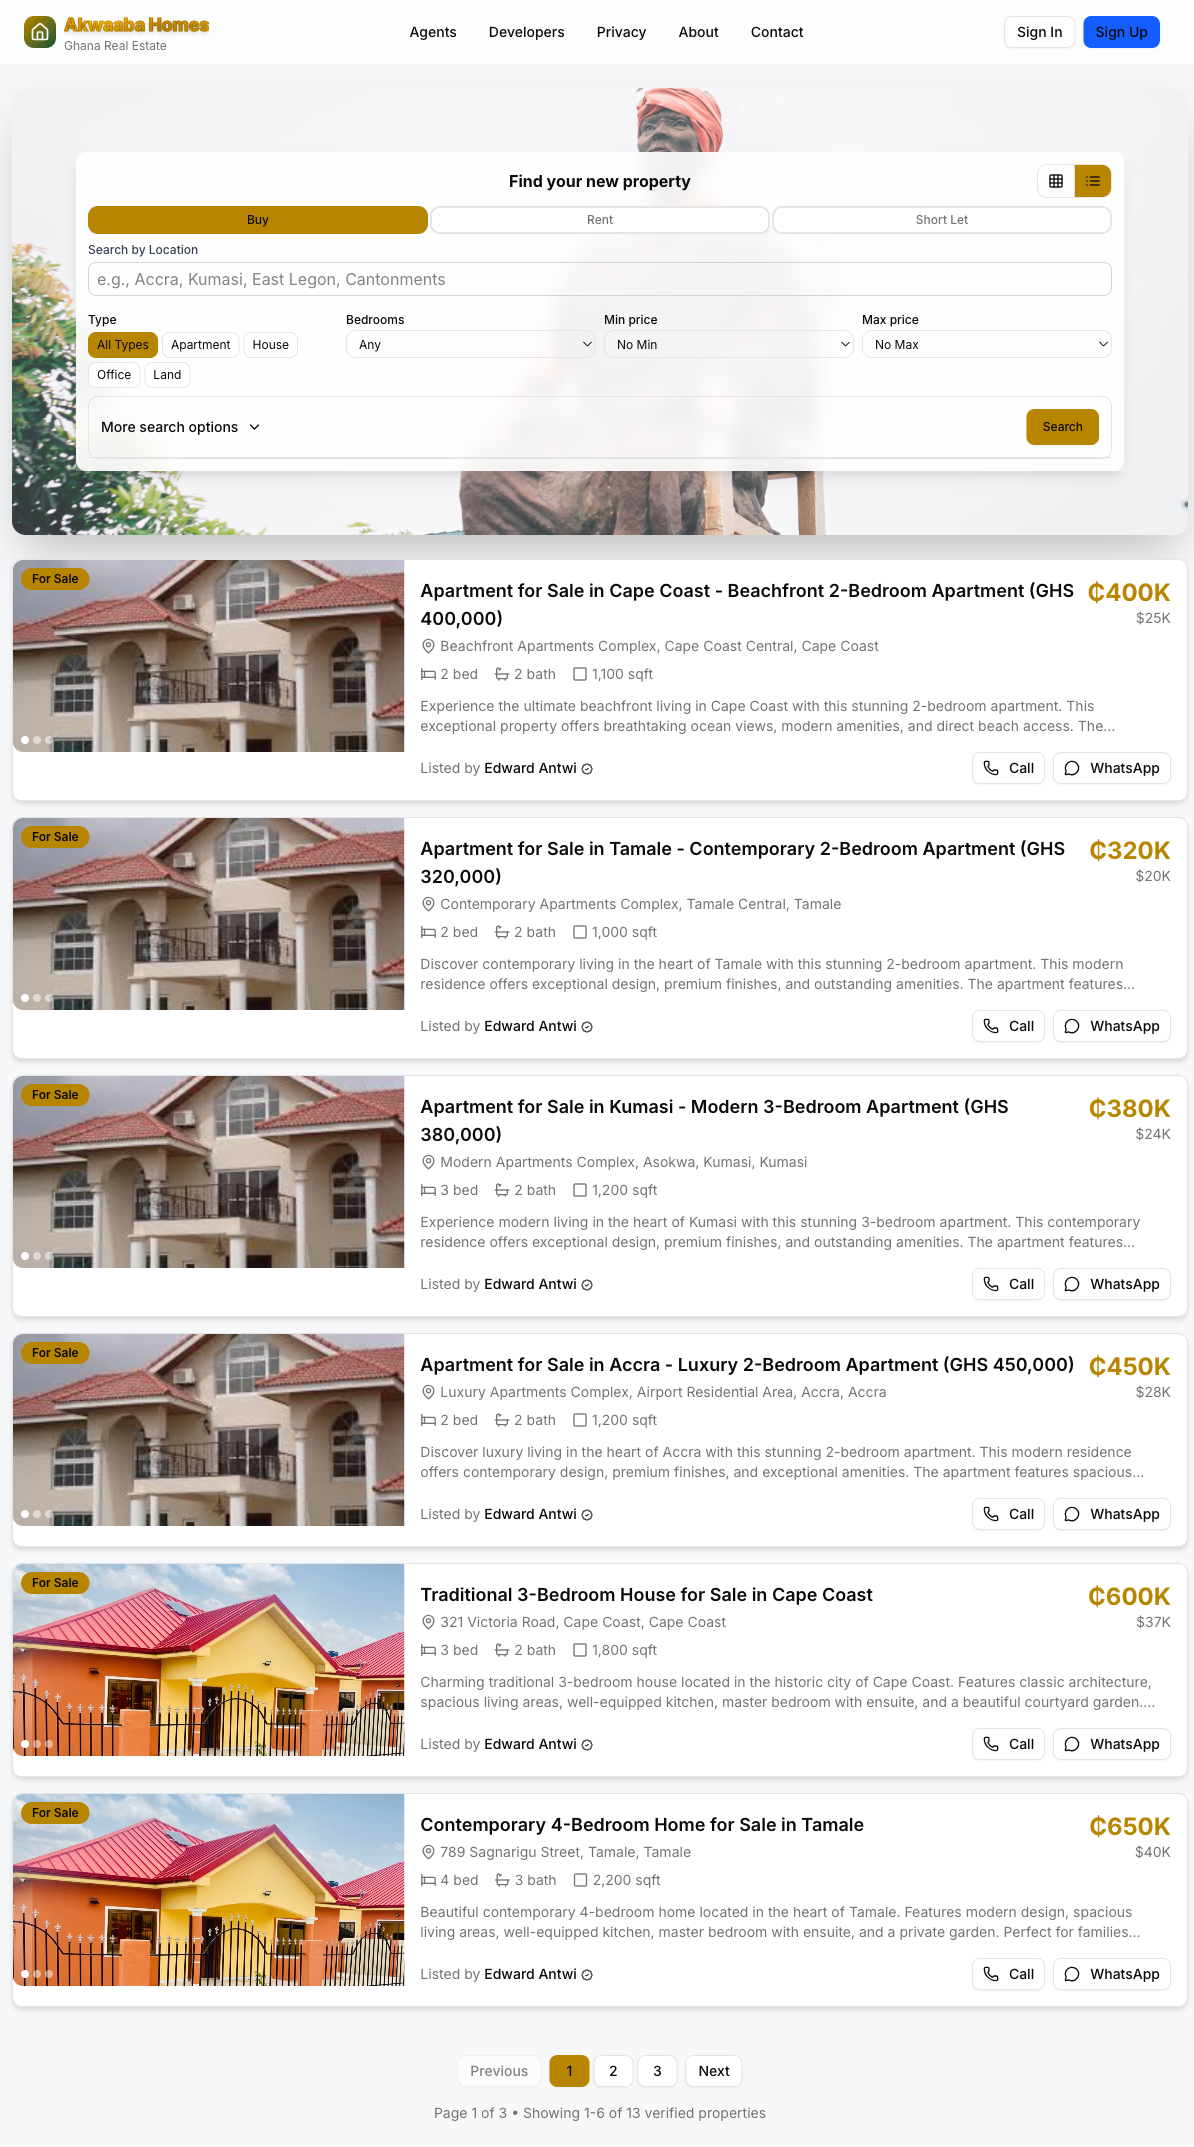 Akwaaba Homes
Ghana Real Estate
Agents
Developers
Privacy
About
Contact
Sign In
Sign Up
Find your new property
Buy
Rent
Short Let
Search by Location
e.g., Accra, Kumasi, East Legon, Cantonments
Type
All Types
Apartment
House
Office
Land
Bedrooms
Any
Min price
No Min
Max price
No Max
More search options
Search
For Sale
Apartment for Sale in Cape Coast - Beachfront 2-Bedroom Apartment (GHS
400,000)
₵400K
$25K
Beachfront Apartments Complex, Cape Coast Central, Cape Coast
2 bed
2 bath
1,100 sqft
Experience the ultimate beachfront living in Cape Coast with this stunning 2-bedroom apartment. This
exceptional property offers breathtaking ocean views, modern amenities, and direct beach access. The...
Listed by Edward Antwi
Call
WhatsApp
For Sale
Apartment for Sale in Tamale - Contemporary 2-Bedroom Apartment (GHS
320,000)
₵320K
$20K
Contemporary Apartments Complex, Tamale Central, Tamale
2 bed
2 bath
1,000 sqft
Discover contemporary living in the heart of Tamale with this stunning 2-bedroom apartment. This modern
residence offers exceptional design, premium finishes, and outstanding amenities. The apartment features...
Listed by Edward Antwi
Call
WhatsApp
For Sale
Apartment for Sale in Kumasi - Modern 3-Bedroom Apartment (GHS
380,000)
₵380K
$24K
Modern Apartments Complex, Asokwa, Kumasi, Kumasi
3 bed
2 bath
1,200 sqft
Experience modern living in the heart of Kumasi with this stunning 3-bedroom apartment. This contemporary
residence offers exceptional design, premium finishes, and outstanding amenities. The apartment features...
Listed by Edward Antwi
Call
WhatsApp
For Sale
Apartment for Sale in Accra - Luxury 2-Bedroom Apartment (GHS 450,000)
₵450K
$28K
Luxury Apartments Complex, Airport Residential Area, Accra, Accra
2 bed
2 bath
1,200 sqft
Discover luxury living in the heart of Accra with this stunning 2-bedroom apartment. This modern residence
offers contemporary design, premium finishes, and exceptional amenities. The apartment features spacious...
Listed by Edward Antwi
Call
WhatsApp
For Sale
Traditional 3-Bedroom House for Sale in Cape Coast
₵600K
$37K
321 Victoria Road, Cape Coast, Cape Coast
3 bed
2 bath
1,800 sqft
Charming traditional 3-bedroom house located in the historic city of Cape Coast. Features classic architecture,
spacious living areas, well-equipped kitchen, master bedroom with ensuite, and a beautiful courtyard garden....
Listed by Edward Antwi
Call
WhatsApp
For Sale
Contemporary 4-Bedroom Home for Sale in Tamale
₵650K
$40K
789 Sagnarigu Street, Tamale, Tamale
4 bed
3 bath
2,200 sqft
Beautiful contemporary 4-bedroom home located in the heart of Tamale. Features modern design, spacious
living areas, well-equipped kitchen, master bedroom with ensuite, and a private garden. Perfect for families...
Listed by Edward Antwi
Call
WhatsApp
Previous
1
2
3
Next
Page 1 of 3 • Showing 1-6 of 13 verified properties